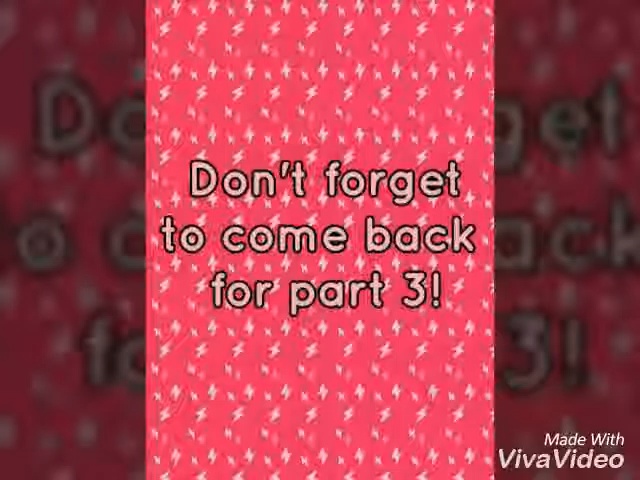 Don't forget
to come back
for part 3!
Made With
VivaVideo